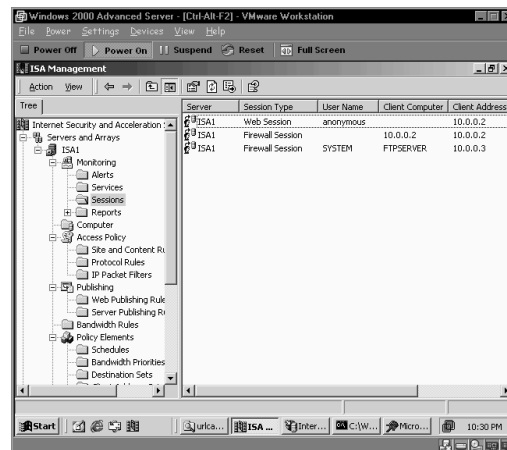 Windows 2000 Advanced Server - [Ctrl-Alt-F2] - VMware Workstation
File Power Settings Devices View Help
Power Off Power On Suspend Reset Full Screen
ISA Management
Action View
Tree
Server Session Type User Name Client Computer Client Address
Internet Security and Acceleration
ISA1 Web Session anonymous 10.0.0.2
Servers and Arrays
ISA1 Firewall Session 10.0.0.2 10.0.0.2
ISA1
ISA1 Firewall Session SYSTEM FTPSERVER 10.0.0.3
Monitoring
Alerts
Services
Sessions
Reports
Computer
Access Policy
Site and Content Ru
Protocol Rules
IP Packet Filters
Publishing
Web Publishing Rule
Server Publishing Ru
Bandwidth Rules
Policy Elements
Schedules
Bandwidth Priorities
Destination Sets
Start urlca... ISA ... Inter... C:\W... Micro... 10:30 PM